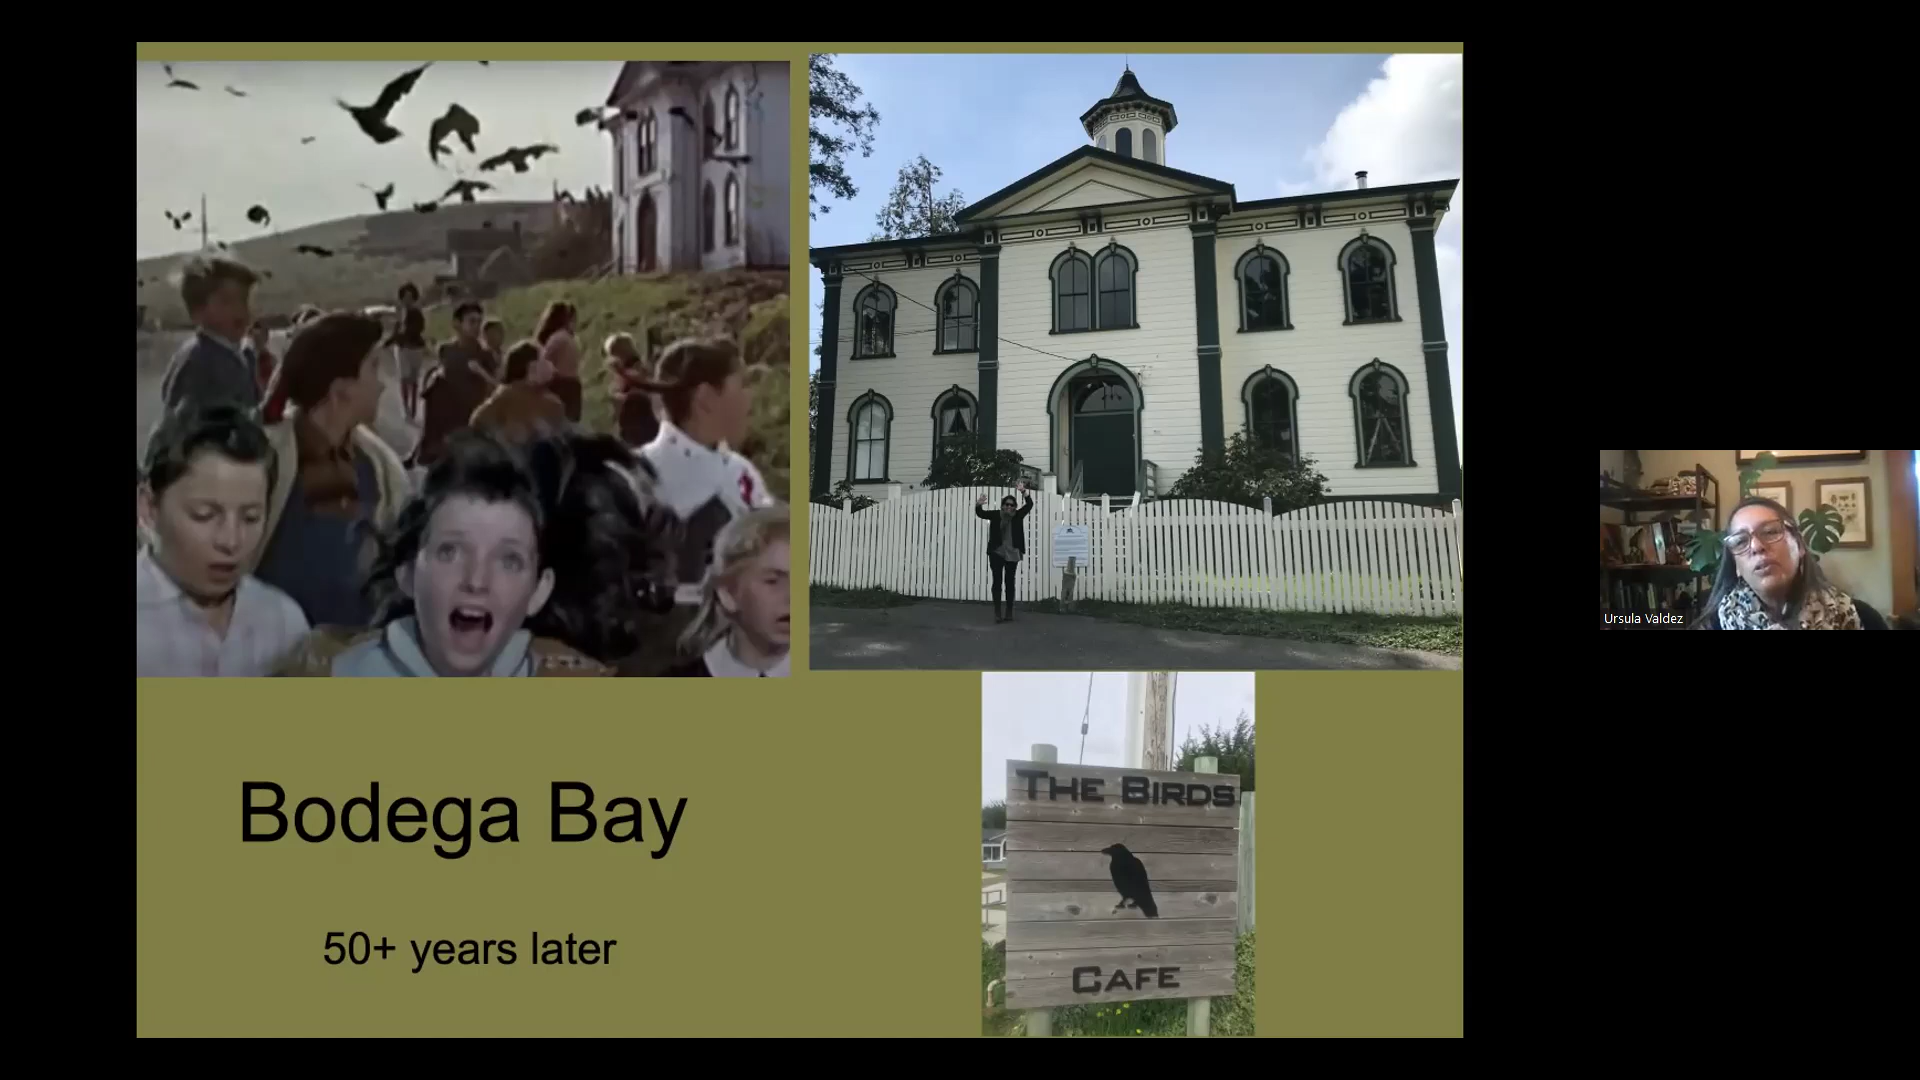 Bodega Bay
50+ years later
THE BIRDS
CAFE
Ursula Valdez